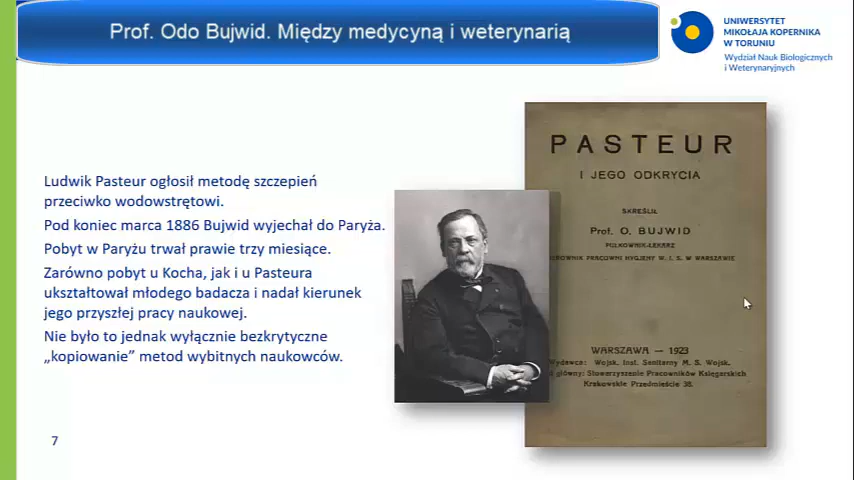 Prof. Odo Bujwid. Między medycyną i weterynarią
UNIWERSYTET
MIKOŁAJA KOPERNIKA
W TORUNIU
Wydział Nauk Biologicznych
i Weterynaryjnych
Ludwik Pasteur ogłosił metodę szczepień
przeciwko wodowstrętowi.
Pod koniec marca 1886 Bujwid wyjechał do Paryża.
Pobyt w Paryżu trwał prawie trzy miesiące.
Zarówno pobyt u Kocha, jak i u Pasteura
ukształtował młodego badacza i nadał kierunek
jego przyszłej pracy naukowej.
Nie było to jednak wyłącznie bezkrytyczne
„kopiowanie” metod wybitnych naukowców.
PASTEUR
I JEGO ODKRYCIA
SKREŚLIŁ
Prof. O. BUJWID
PUŁKOWNIK-LEKARZ
PRACOWNI HYGJENY W. I. S. W WARSZAWIE
WARSZAWA — 1923
Wydawca: Wojsk. Inst. Sanitarny M. S. Wojsk.
główny: Stowarzyszenie Pracowników Księgarskich
Krakowskie Przedmieście 38.
7